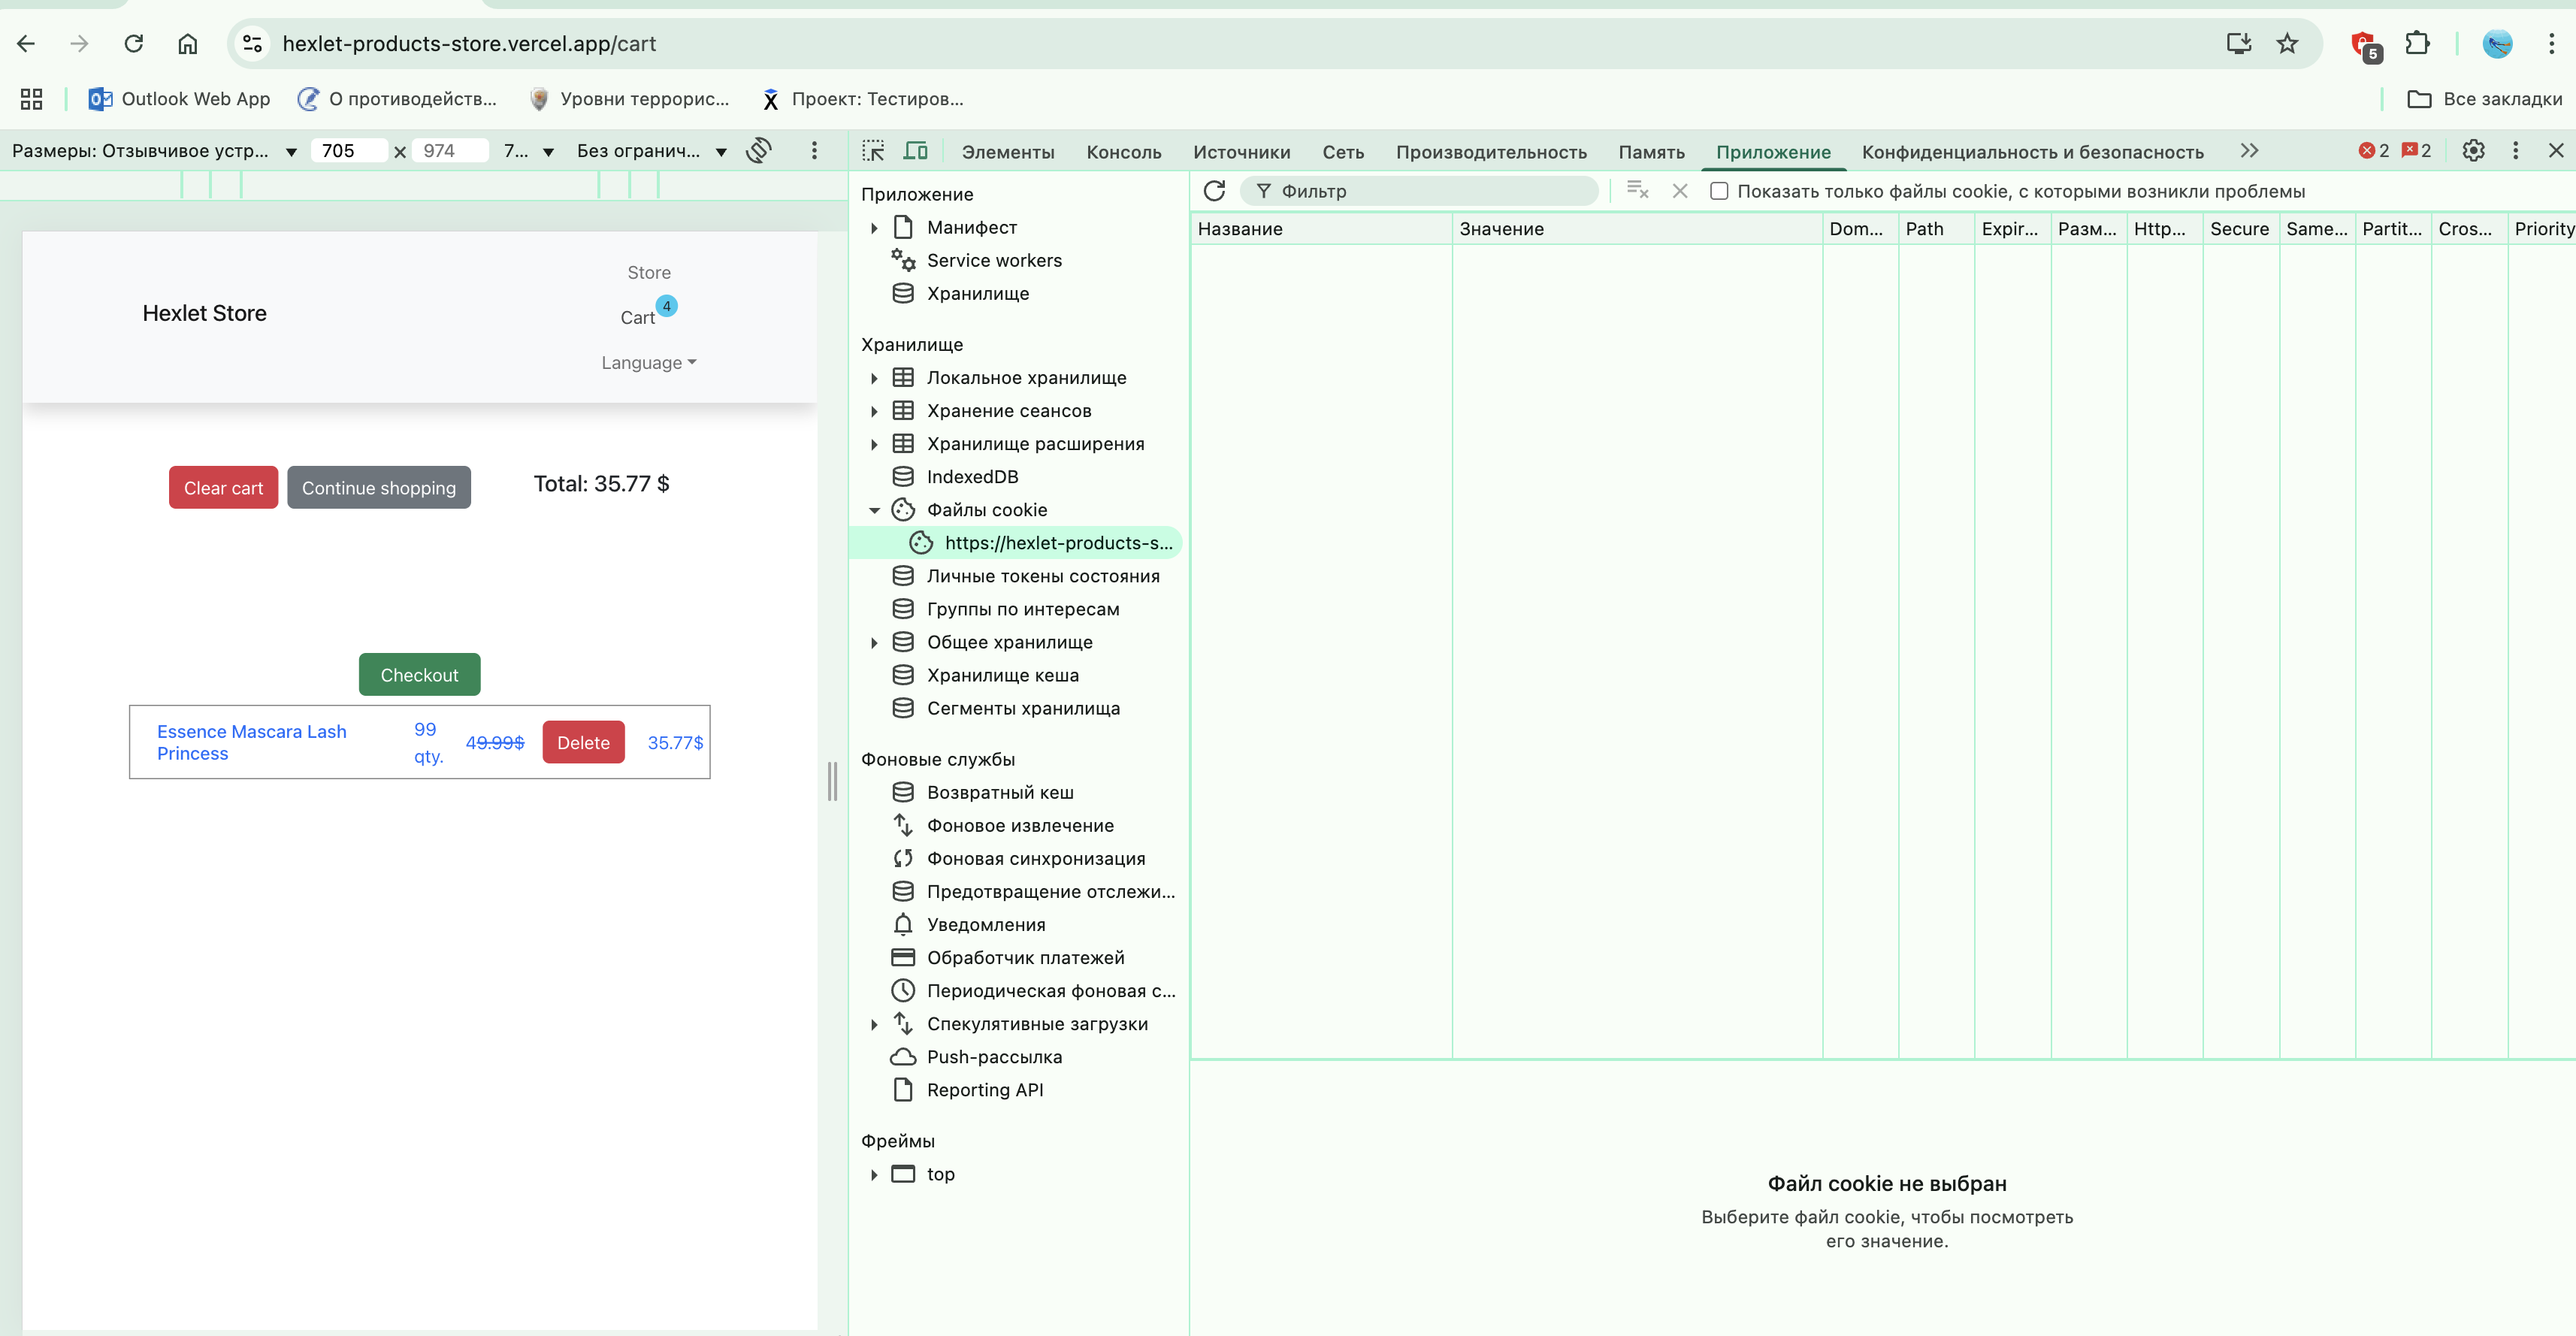 hexlet-products-store.vercel.app/cart
5
Outlook Web App
О противодейств...
Уровни террорис...
Проект: Тестиров...
Все закладки
Размеры: Отзывчивое устр...
705
×
974
7...
Без огранич...
Элементы
Консоль
Источники
Сеть
Производительность
Память
Приложение
Конфиденциальность и безопасность
2
2
Store
Hexlet Store
Cart
4
Language
Clear cart
Continue shopping
Total: 35.77 $
Checkout
Essence Mascara Lash
Princess
99
qty.
49.99$
Delete
35.77$
Приложение
Манифест
Service workers
Хранилище
Хранилище
Локальное хранилище
Хранение сеансов
Хранилище расширения
IndexedDB
Файлы cookie
https://hexlet-products-s...
Личные токены состояния
Группы по интересам
Общее хранилище
Хранилище кеша
Сегменты хранилища
Фоновые службы
Возвратный кеш
Фоновое извлечение
Фоновая синхронизация
Предотвращение отслежи...
Уведомления
Обработчик платежей
Периодическая фоновая с...
Спекулятивные загрузки
Push-рассылка
Reporting API
Фреймы
top
Фильтр
Показать только файлы cookie, с которыми возникли проблемы
Название
Значение
Dom...
Path
Expir...
Разм...
Http...
Secure
Same...
Partit...
Cros...
Priority
Файл cookie не выбран
Выберите файл cookie, чтобы посмотреть
его значение.